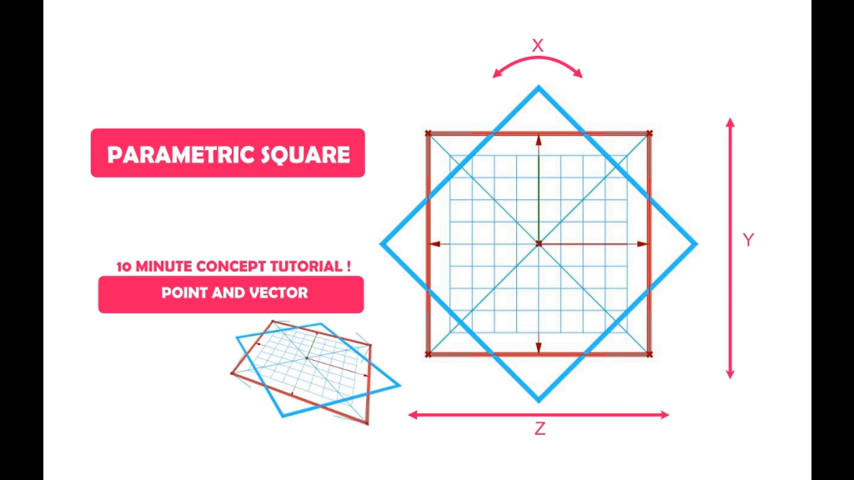 X
PARAMETRIC SQUARE
Y
10 MINUTE CONCEPT TUTORIAL !
POINT AND VECTOR
Z